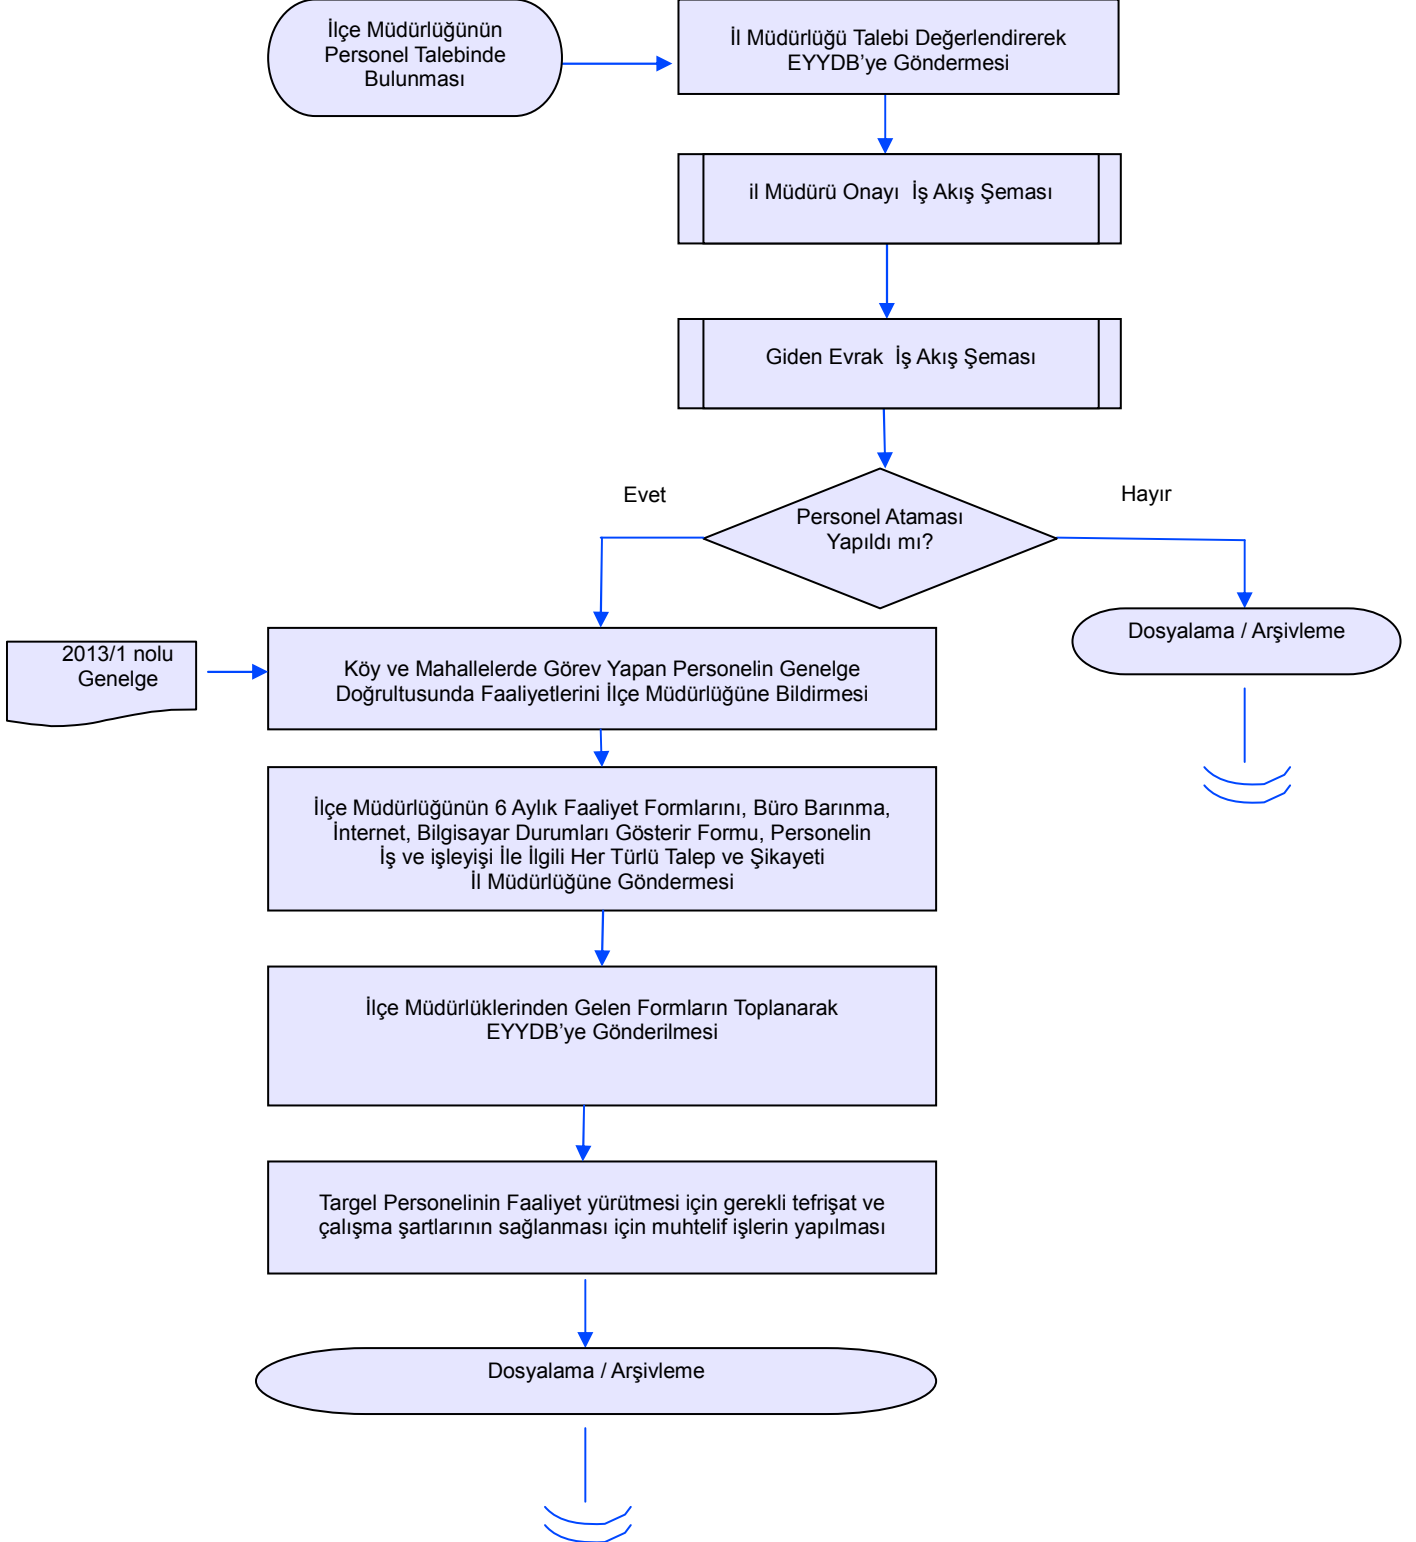 İlçe Müdürlüğünün
Personel Talebinde
Bulunması
İl Müdürlüğü Talebi Değerlendirerek
EYYDB’ye Göndermesi
il Müdürü Onayı  İş Akış Şeması
Giden Evrak  İş Akış Şeması
Evet
Hayır
Personel Ataması
Yapıldı mı?
Dosyalama / Arşivleme
2013/1 nolu
Genelge
Köy ve Mahallelerde Görev Yapan Personelin Genelge
Doğrultusunda Faaliyetlerini İlçe Müdürlüğüne Bildirmesi
İlçe Müdürlüğünün 6 Aylık Faaliyet Formlarını, Büro Barınma,
İnternet, Bilgisayar Durumları Gösterir Formu, Personelin
İş ve işleyişi İle İlgili Her Türlü Talep ve Şikayeti
İl Müdürlüğüne Göndermesi
İlçe Müdürlüklerinden Gelen Formların Toplanarak
EYYDB’ye Gönderilmesi
Targel Personelinin Faaliyet yürütmesi için gerekli tefrişat ve
çalışma şartlarının sağlanması için muhtelif işlerin yapılması
Dosyalama / Arşivleme